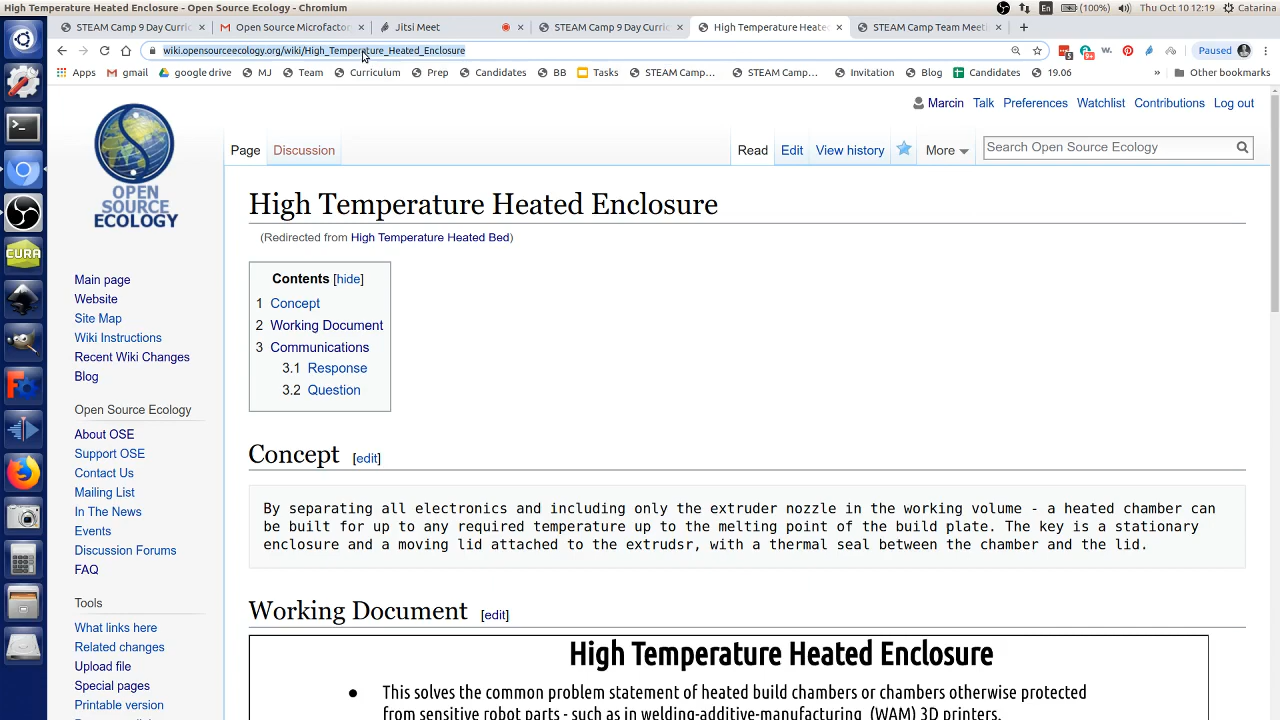 High Temperature Heated Enclosure - Open Source Ecology - Chromium
En (100%) Thu Oct 10 12:19 Catarina
STEAM Camp 9 Day Curric
Open Source Microfactor
Jitsi Meet
STEAM Camp 9 Day Curric
High Temperature Heate
STEAM Camp Team Meeti
wiki.opensourceecology.org/wiki/High_Temperature_Heated_Enclosure
Paused
Apps gmail google drive MJ Team Curriculum Prep Candidates BB Tasks STEAM Camp... STEAM Camp... Invitation Blog Candidates 19.06 » Other bookmarks
Marcin Talk Preferences Watchlist Contributions Log out
Page Discussion Read Edit View history More Search Open Source Ecology
OPEN
SOURCE
ECOLOGY
CURA
Main page
Website
Site Map
Wiki Instructions
Recent Wiki Changes
Blog
Open Source Ecology
About OSE
Support OSE
Contact Us
Mailing List
In The News
Events
Discussion Forums
FAQ
Tools
What links here
Related changes
Upload file
Special pages
Printable version
High Temperature Heated Enclosure
(Redirected from High Temperature Heated Bed)
Contents [hide]
1 Concept
2 Working Document
3 Communications
3.1 Response
3.2 Question
Concept [edit]
By separating all electronics and including only the extruder nozzle in the working volume - a heated chamber can
be built for up to any required temperature up to the melting point of the build plate. The key is a stationary
enclosure and a moving lid attached to the extrudsr, with a thermal seal between the chamber and the lid.
Working Document [edit]
High Temperature Heated Enclosure
● This solves the common problem statement of heated build chambers or chambers otherwise protected
from sensitive robot parts - such as in welding-additive-manufacturing (WAM) 3D printers.